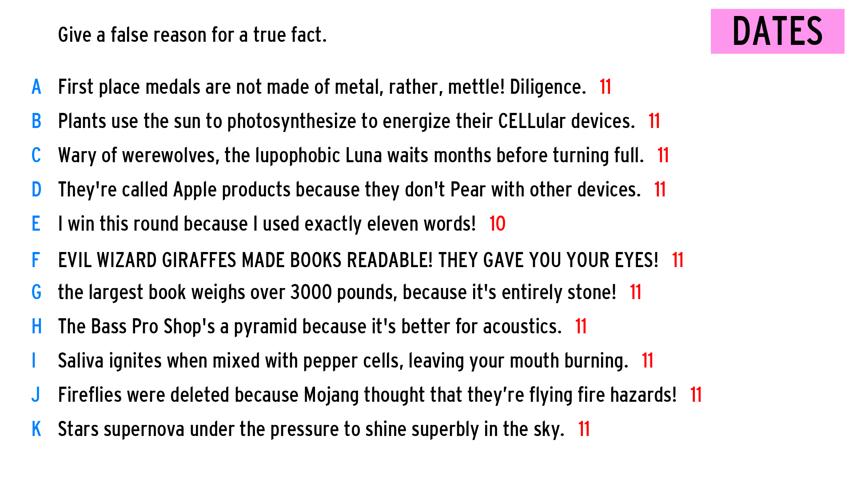 DATES
Give a false reason for a true fact.
A First place medals are not made of metal, rather, mettle! Diligence. 11
B Plants use the sun to photosynthesize to energize their CELLular devices. 11
C Wary of werewolves, the lupophobic Luna waits months before turning full. 11
D They're called Apple products because they don't Pear with other devices. 11
E I win this round because I used exactly eleven words! 10
F EVIL WIZARD GIRAFFES MADE BOOKS READABLE! THEY GAVE YOU YOUR EYES! 11
G the largest book weighs over 3000 pounds, because it's entirely stone! 11
H The Bass Pro Shop's a pyramid because it's better for acoustics. 11
I Saliva ignites when mixed with pepper cells, leaving your mouth burning. 11
J Fireflies were deleted because Mojang thought that they’re flying fire hazards! 11
K Stars supernova under the pressure to shine superbly in the sky. 11